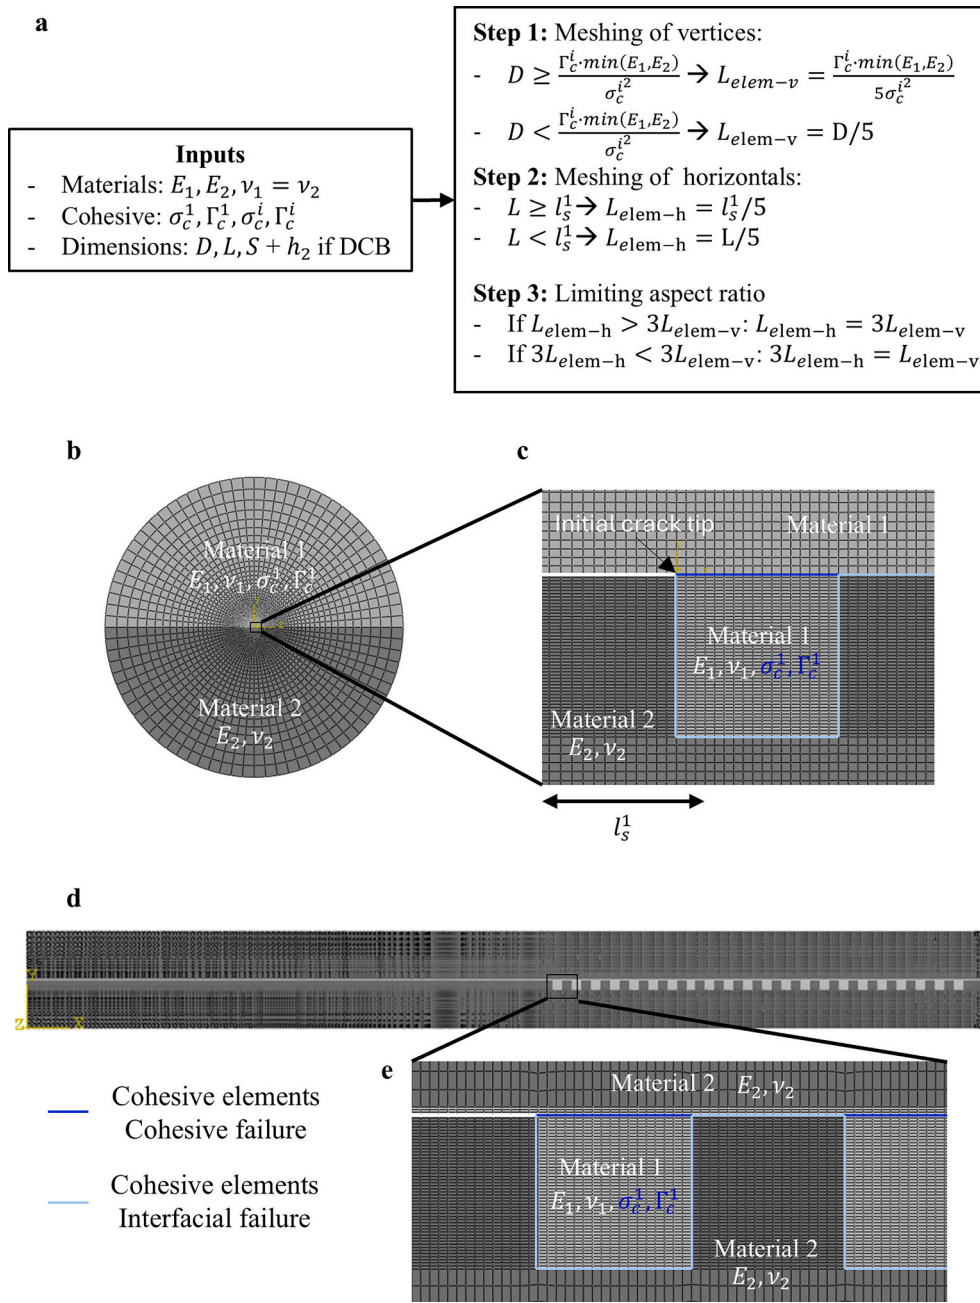 a
Inputs
- Materials: E₁, E₂, ν₁ = ν₂
- Cohesive: σ_c^1, Γ_c^1, σ_c^i, Γ_c^i
- Dimensions: D, L, S + h₂ if DCB
Step 1: Meshing of vertices:
- D ≥ Γ_c^i·min(E₁,E₂)/σ_c^i² → L_elem−v = Γ_c^i·min(E₁,E₂)/5σ_c^i²
- D < Γ_c^i·min(E₁,E₂)/σ_c^i² → L_elem−v = D/5
Step 2: Meshing of horizontals:
- L ≥ l_s^1 → L_elem−h = l_s^1/5
- L < l_s^1 → L_elem−h = L/5
Step 3: Limiting aspect ratio
- If L_elem−h > 3L_elem−v: L_elem−h = 3L_elem−v
- If 3L_elem−h < 3L_elem−v: 3L_elem−h = L_elem−v
b
Material 1
E₁, ν₁, σ_c^1, Γ_c^1
Material 2
E₂, ν₂
c
Initial crack tip
Material 1
Material 1
E₁, ν₁, σ_c^1, Γ_c^1
Material 2
E₂, ν₂
l_s^1
d
Y
Z X
Cohesive elements
Cohesive failure
Cohesive elements
Interfacial failure
e
Material 2 E₂, ν₂
Material 1
E₁, ν₁, σ_c^1, Γ_c^1
Material 2
E₂, ν₂